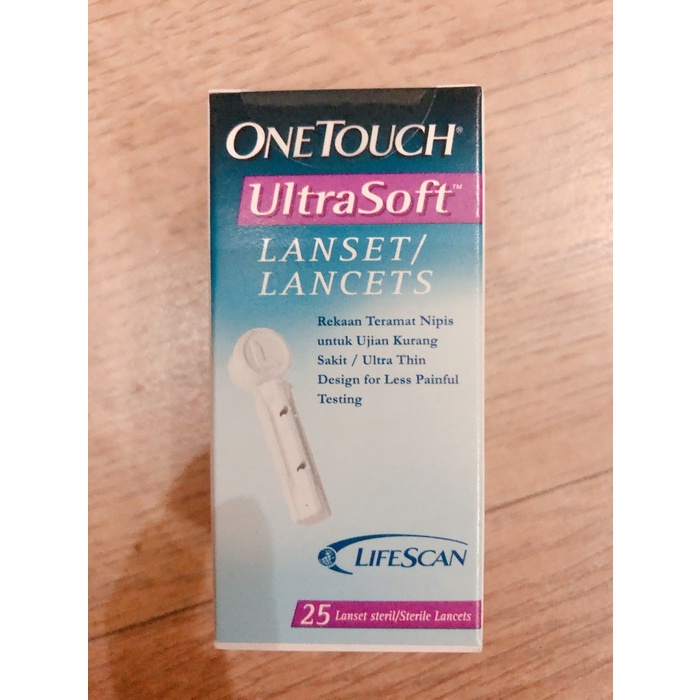 ONETOUCH®
UltraSoft™
LANSET/
LANCETS
Rekaan Teramat Nipis
untuk Ujian Kurang
Sakit / Ultra Thin
Design for Less Painful
Testing
LIFESCAN
25 Lanset steril/Sterile Lancets